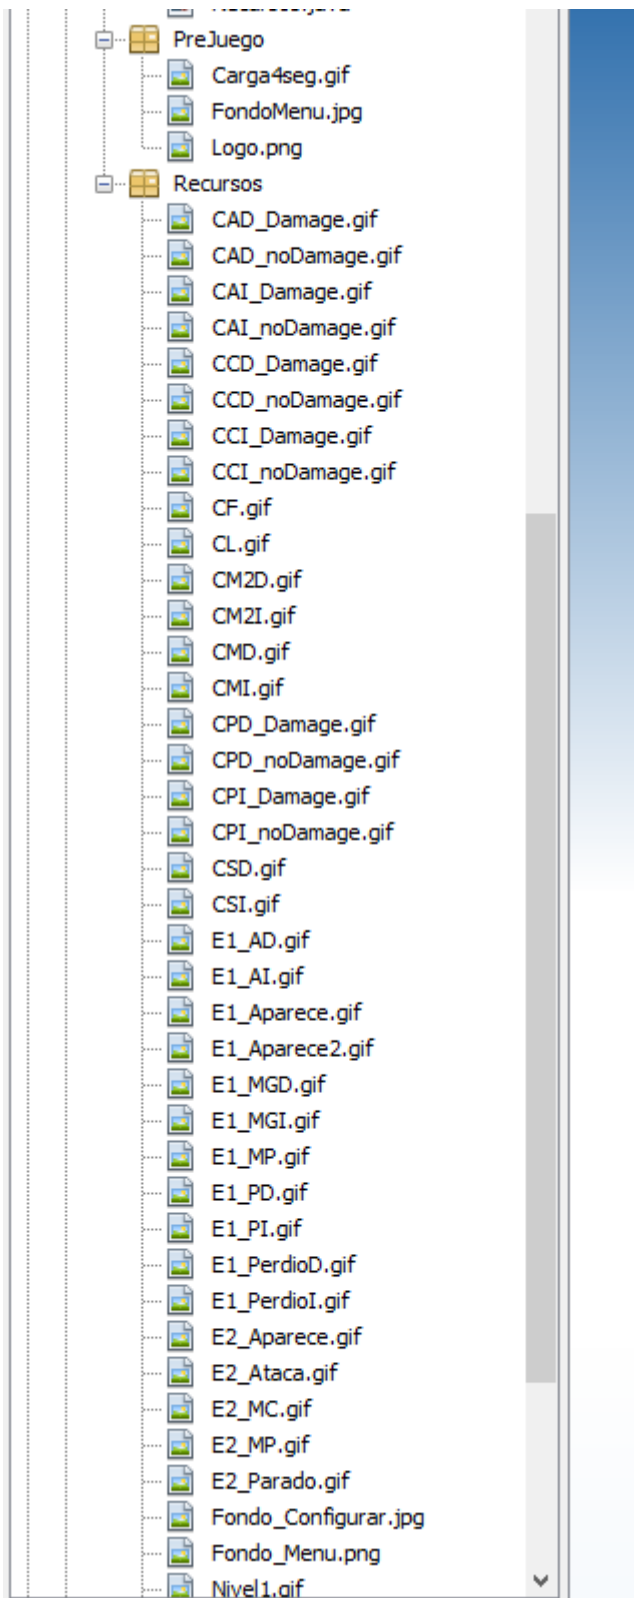 PreJuego
Carga4seg.gif
FondoMenu.jpg
Logo.png
Recursos
CAD_Damage.gif
CAD_noDamage.gif
CAI_Damage.gif
CAI_noDamage.gif
CCD_Damage.gif
CCD_noDamage.gif
CCI_Damage.gif
CCI_noDamage.gif
CF.gif
CL.gif
CM2D.gif
CM2I.gif
CMD.gif
CMI.gif
CPD_Damage.gif
CPD_noDamage.gif
CPI_Damage.gif
CPI_noDamage.gif
CSD.gif
CSI.gif
E1_AD.gif
E1_AI.gif
E1_Aparece.gif
E1_Aparece2.gif
E1_MGD.gif
E1_MGI.gif
E1_MP.gif
E1_PD.gif
E1_PI.gif
E1_PerdioD.gif
E1_PerdioI.gif
E2_Aparece.gif
E2_Ataca.gif
E2_MC.gif
E2_MP.gif
E2_Parado.gif
Fondo_Configurar.jpg
Fondo_Menu.png
Nivel1.gif